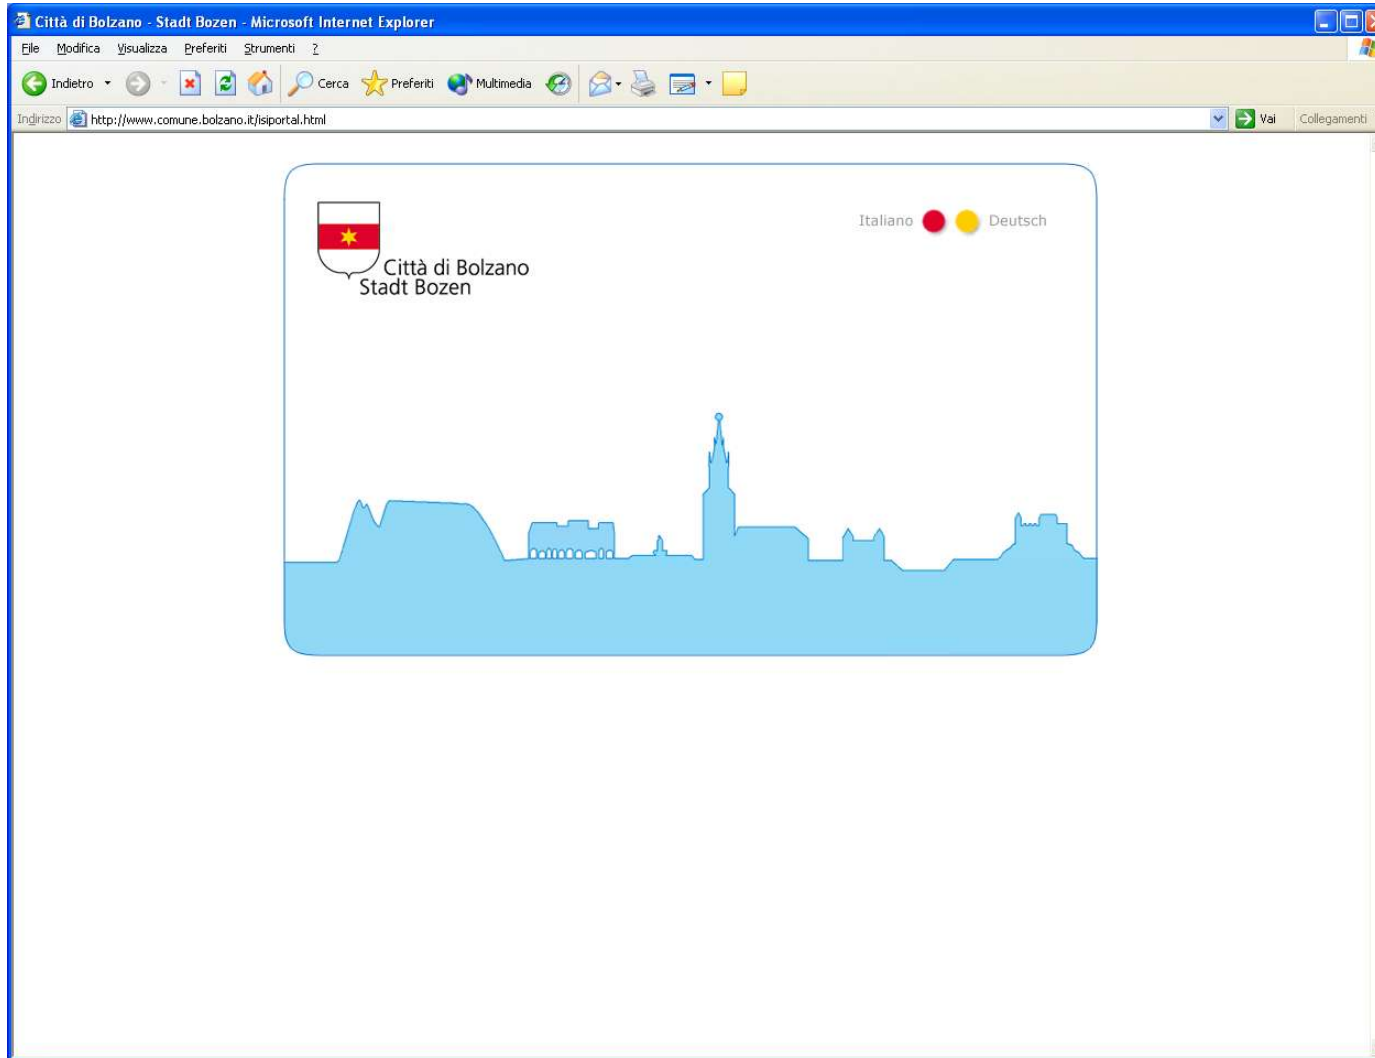 Città di Bolzano - Stadt Bozen - Microsoft Internet Explorer
File Modifica Visualizza Preferiti Strumenti ?
Indietro Cerca Preferiti Multimedia
Indirizzo http://www.comune.bolzano.it/isiportal.html Vai Collegamenti
Italiano Deutsch
Città di Bolzano
Stadt Bozen